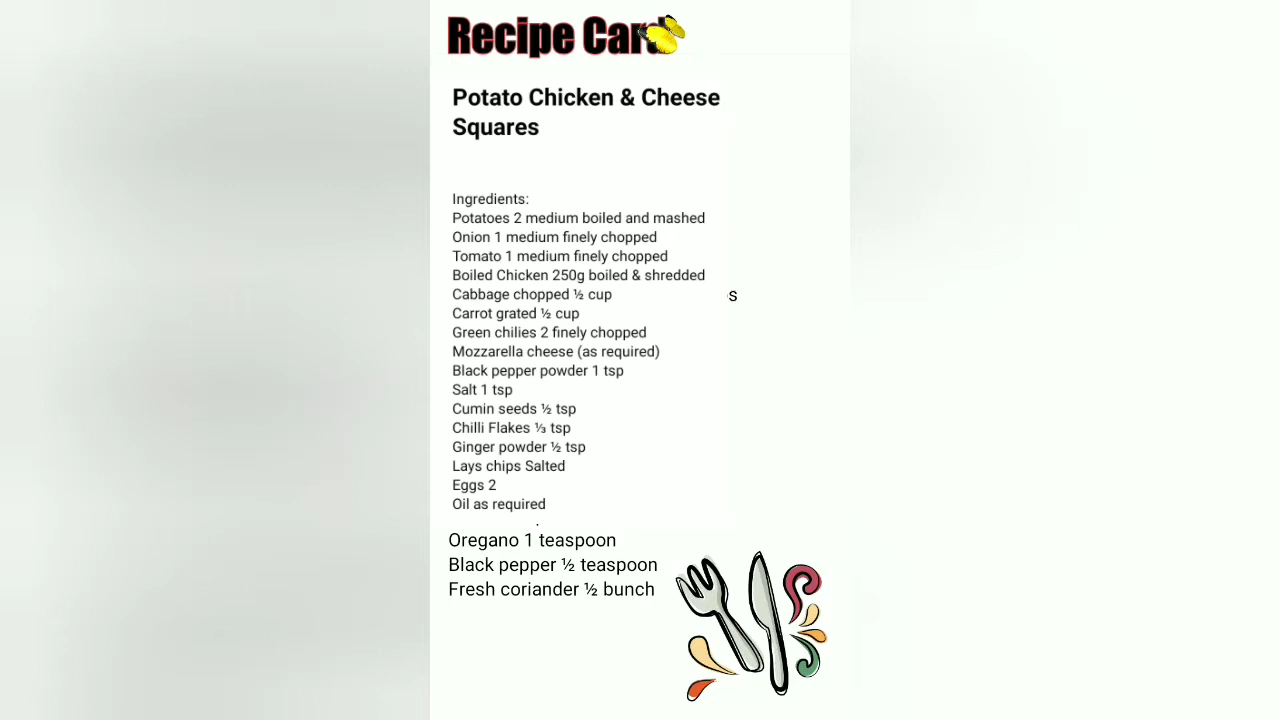 Recipe Card
Potato Chicken & Cheese
Squares
Ingredients:
Potatoes 2 medium boiled and mashed
Onion 1 medium finely chopped
Tomato 1 medium finely chopped
Boiled Chicken 250g boiled & shredded
Cabbage chopped ½ cup
s
Carrot grated ½ cup
Green chilies 2 finely chopped
Mozzarella cheese (as required)
Black pepper powder 1 tsp
Salt 1 tsp
Cumin seeds ½ tsp
Chilli Flakes ⅓ tsp
Ginger powder ½ tsp
Lays chips Salted
Eggs 2
Oil as required
Oregano 1 teaspoon
Black pepper ½ teaspoon
Fresh coriander ½ bunch